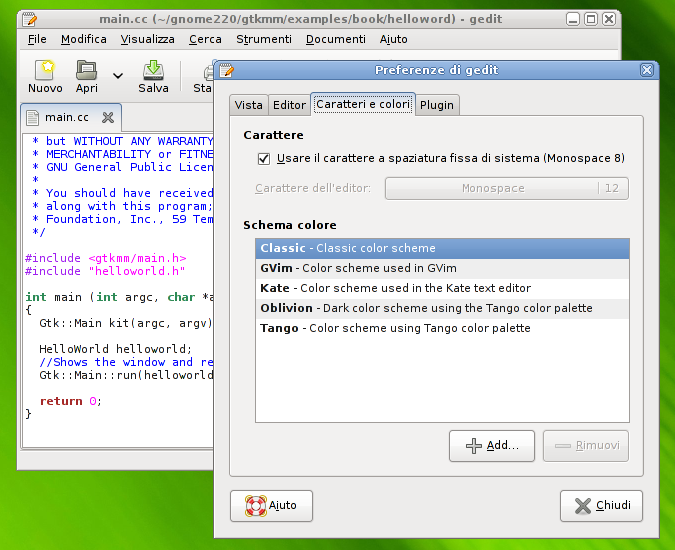 main.cc (~/gnome220/gtkmm/examples/book/helloword) - gedit
File Modifica Visualizza Cerca Strumenti Documenti Aiuto
Nuovo Apri Salva
main.cc
* but WITHOUT ANY WARRANTY
* MERCHANTABILITY or FITNE
* GNU General Public Licen
*
* You should have received
* along with this program;
* Foundation, Inc., 59 Tem
*/
#include <gtkmm/main.h>
#include "helloworld.h"
int main (int argc, char *a
{
Gtk::Main kit(argc, argv)
HelloWorld helloworld;
//Shows the window and re
Gtk::Main::run(helloworld
return 0;
}
Preferenze di gedit
Vista Editor Caratteri e colori Plugin
Carattere
Usare il carattere a spaziatura fissa di sistema (Monospace 8)
Carattere dell'editor: Monospace 12
Schema colore
Classic - Classic color scheme
GVim - Color scheme used in GVim
Kate - Color scheme used in the Kate text editor
Oblivion - Dark color scheme using the Tango color palette
Tango - Color scheme using Tango color palette
Add... Rimuovi
Aiuto Chiudi